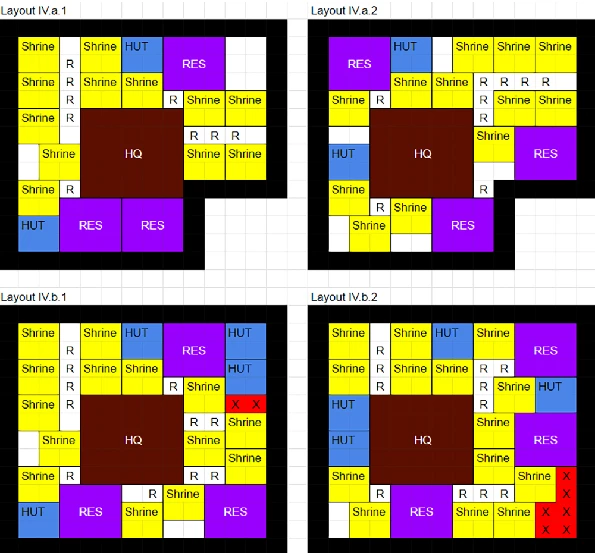 Layout IV.a.1
Shrine Shrine HUT
R RES
Shrine R Shrine Shrine
R R Shrine Shrine
Shrine R
R R R
Shrine HQ Shrine Shrine
Shrine R
HUT RES RES
Layout IV.a.2
RES HUT Shrine Shrine Shrine
Shrine Shrine R R R R
Shrine R R Shrine Shrine
R
Shrine
HUT HQ RES
Shrine R
R Shrine
Shrine RES
Layout IV.b.1
Shrine Shrine HUT HUT
R RES
Shrine R Shrine Shrine HUT
R R Shrine
Shrine R X X
R R Shrine
Shrine HQ
Shrine
Shrine R R R
R Shrine
HUT RES Shrine RES
Layout IV.b.2
Shrine Shrine HUT Shrine
R RES
Shrine R Shrine Shrine R R
R R Shrine HUT
HUT R
Shrine
HUT HQ RES
Shrine
Shrine Shrine X
R R R R X
RES Shrine Shrine X X
X X